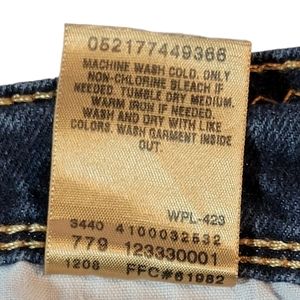 052177449366
MACHINE WASH COLD. ONLY
NON-CHLORINE BLEACH IF
NEEDED. TUMBLE DRY MEDIUM.
WARM IRON IF NEEDED.
WASH AND DRY WITH LIKE
COLORS. WASH GARMENT INSIDE
OUT.
WPL-423
3440 4100032532
779 123330001
1208 FFC#61982